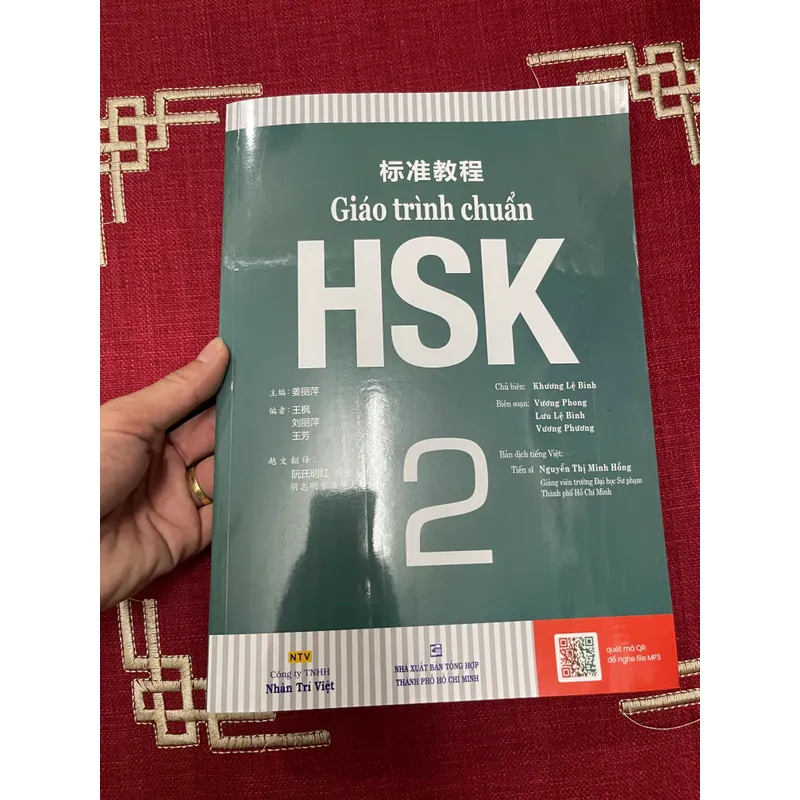 标准教程
Giáo trình chuẩn
HSK
2
主编: 姜丽萍
编者: 王枫
刘丽萍
王芳
越文翻译:
阮氏明红
胡志明市
Chủ biên: Khương Lệ Bình
Biên soạn: Vương Phong
Lưu Lệ Bình
Vương Phương
Bản dịch tiếng Việt:
Tiến sĩ Nguyễn Thị Minh Hồng
Giảng viên trường Đại học Sư phạm
Thành phố Hồ Chí Minh
NTV
Công ty TNHH
Nhân Trí Việt
NHÀ XUẤT BẢN TỔNG HỢP
THÀNH PHỐ HỒ CHÍ MINH
quét mã QR
để nghe file MP3